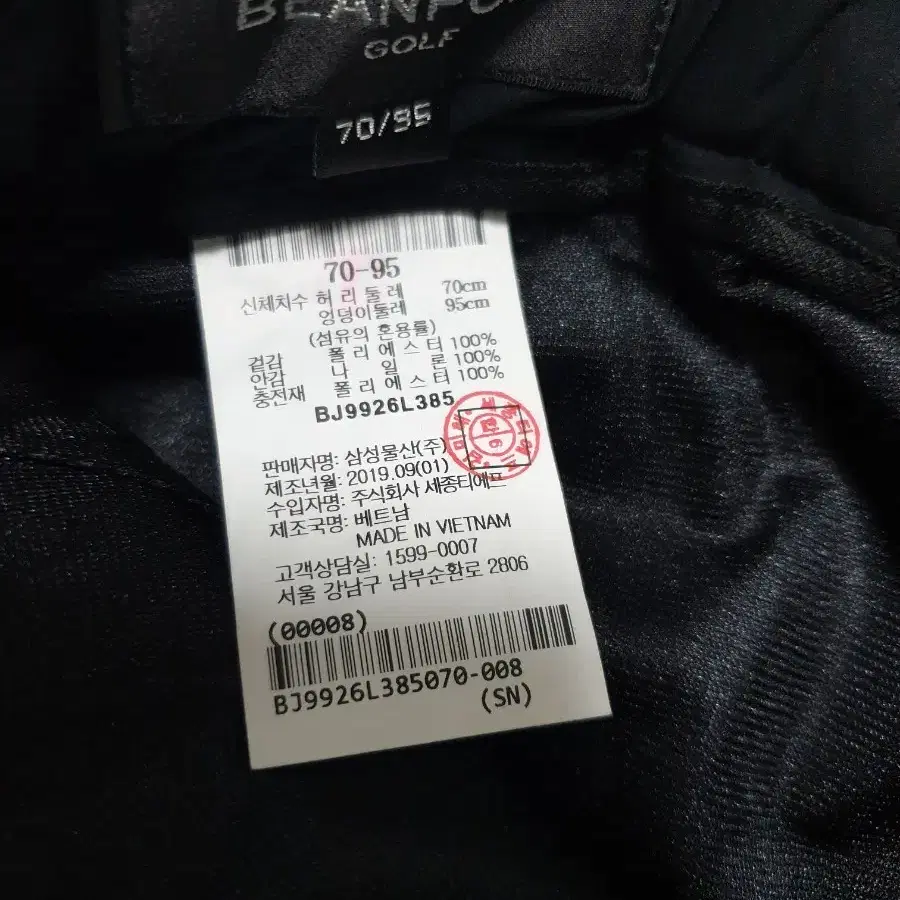 GOLF
70/95
70-95
신체치수 허 리 둘 레 70cm
엉덩이둘레 95cm
(섬유의 혼용률)
겉감 폴 리 에 스 터 100%
안감 나 일 론 100%
충전재 폴 리 에 스 터 100%
BJ9926L385
판매자명: 삼성물산(주)
제조년월: 2019.09(01)
수입자명: 주식회사 세종티에프
제조국명: 베트남
MADE IN VIETNAM
고객상담실: 1599-0007
서울 강남구 남부순환로 2806
(00008)
BJ9926L385070-008
(SN)